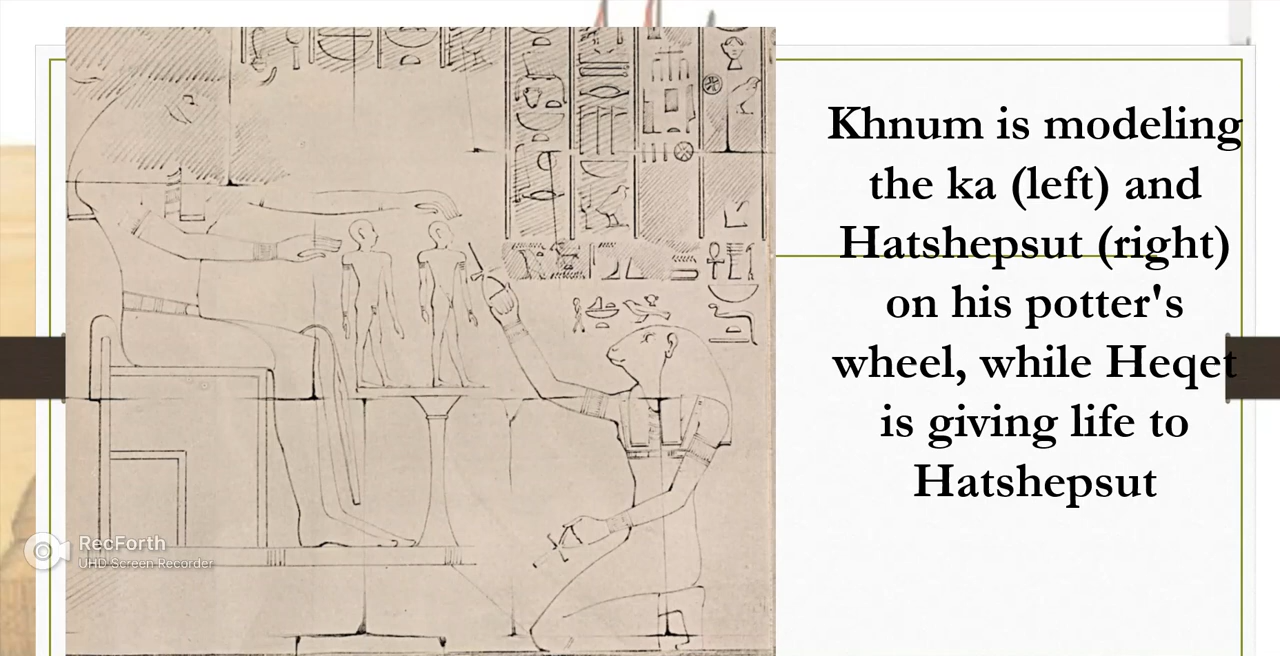 Khnum is modeling
the ka (left) and
Hatshepsut (right)
on his potter's
wheel, while Heqet
is giving life to
Hatshepsut
RecForth
UHD Screen Recorder